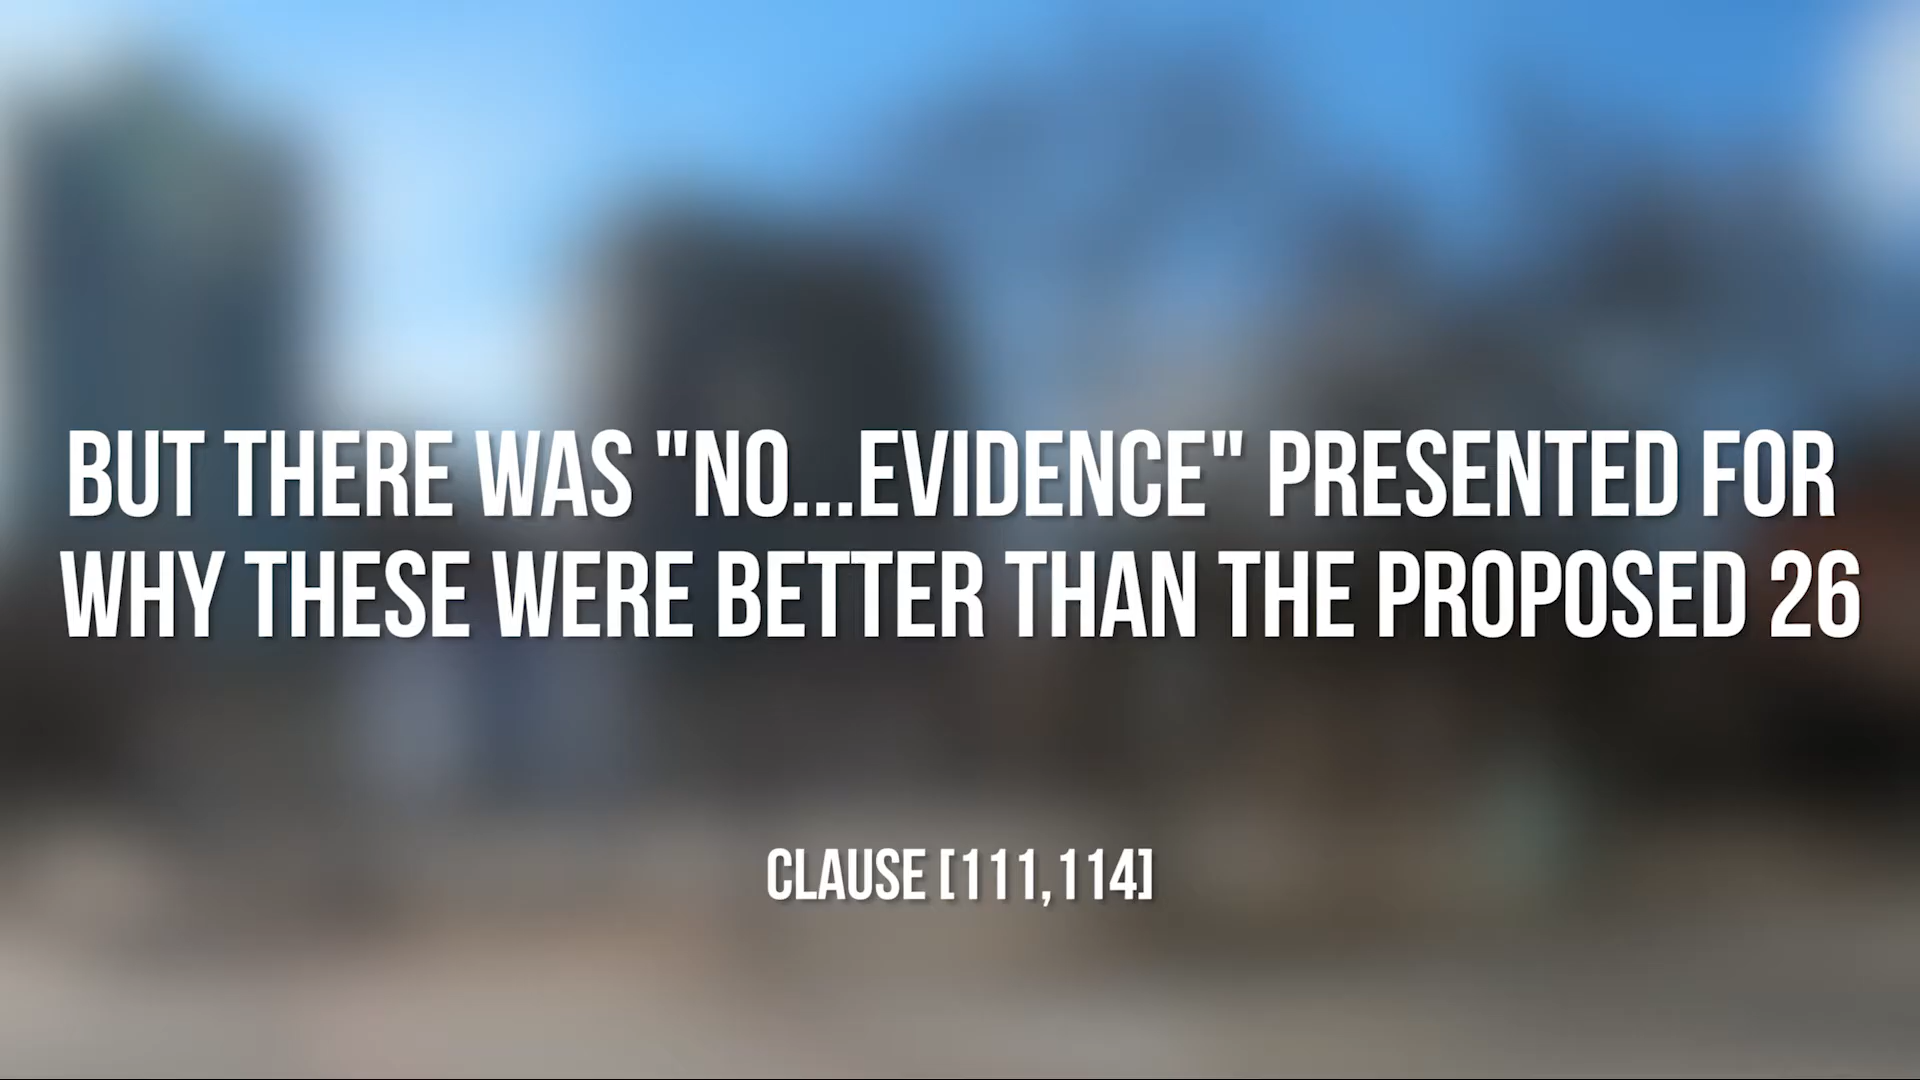 BUT THERE WAS "NO...EVIDENCE" PRESENTED FOR
WHY THESE WERE BETTER THAN THE PROPOSED 26
CLAUSE [111,114]